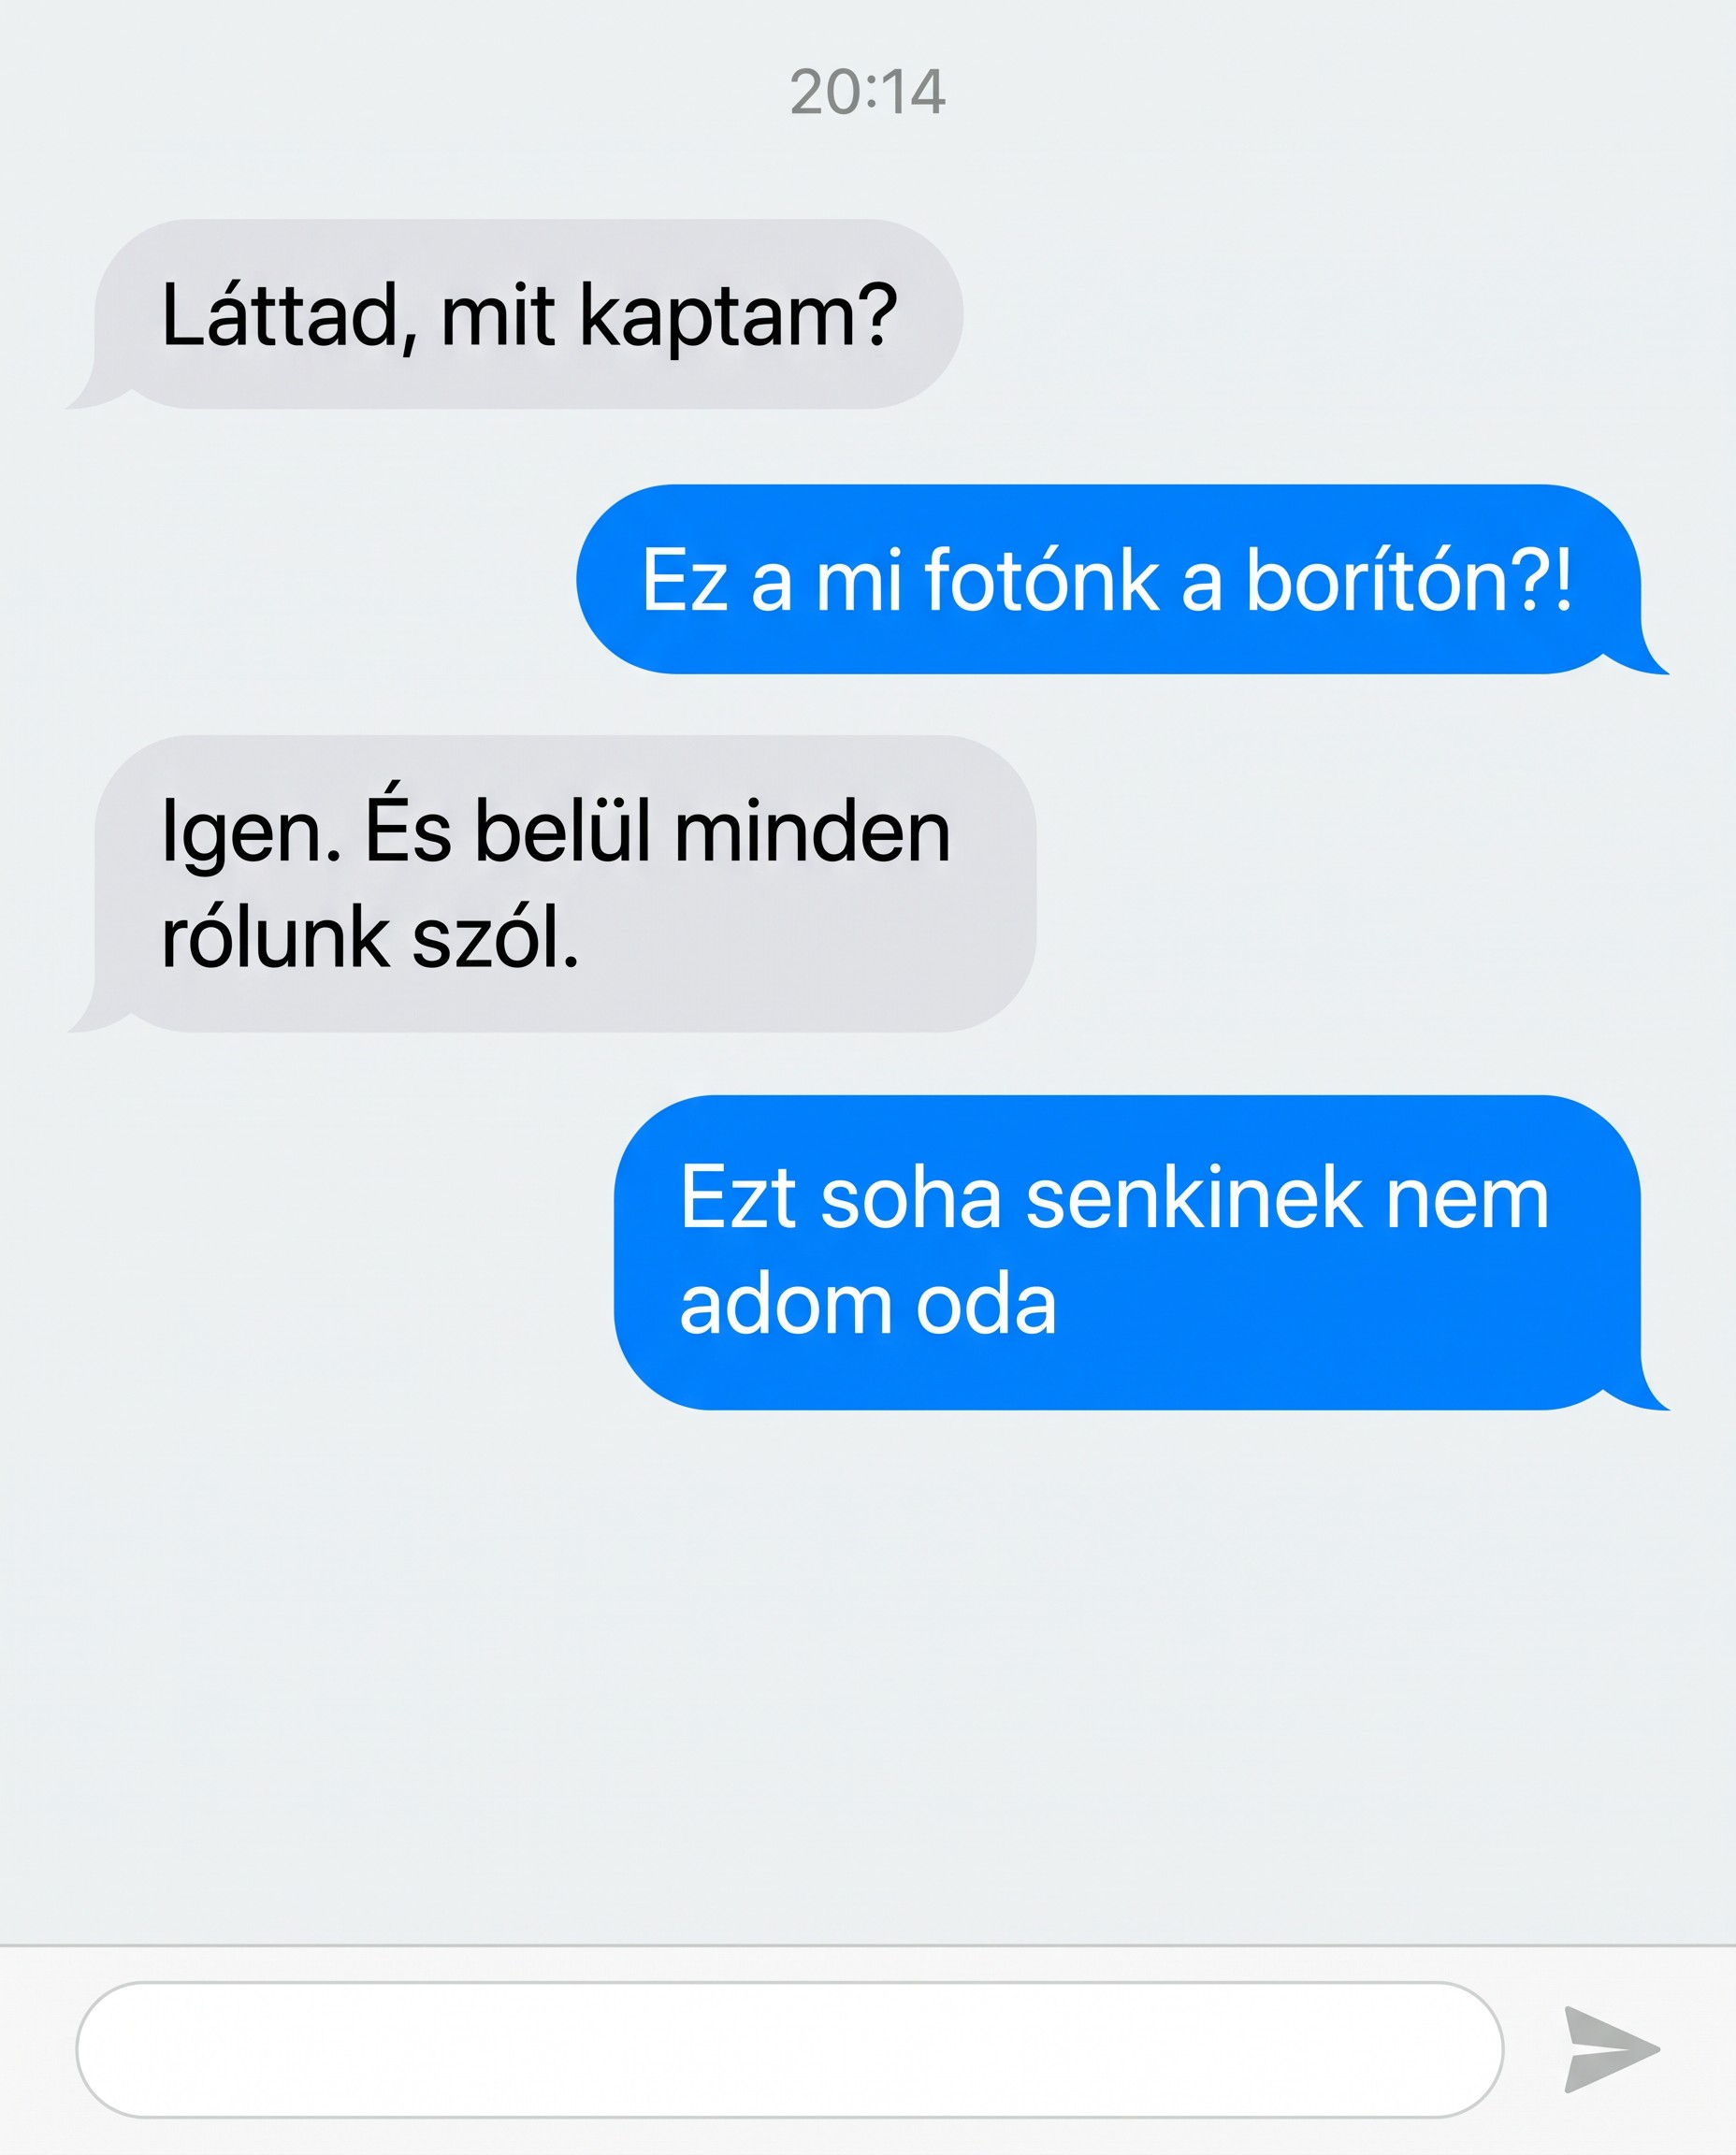 20:14
Láttad, mit kaptam?
Ez a mi fotónk a borítón?!
Igen. És belül minden
rólunk szól.
Ezt soha senkinek nem
adom oda